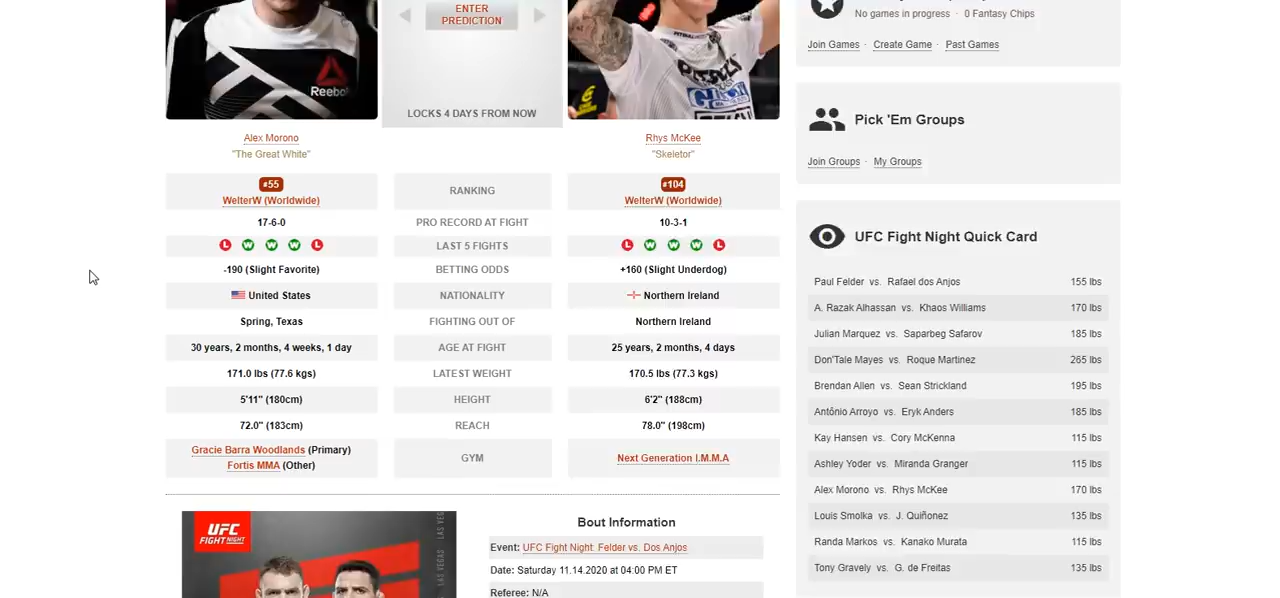 ENTER
PREDICTION
LOCKS 4 DAYS FROM NOW
Reebok
Alex Morono
"The Great White"
Rhys McKee
"Skeletor"
#55
WelterW (Worldwide)
RANKING
#104
WelterW (Worldwide)
17-6-0
PRO RECORD AT FIGHT
10-3-1
L W W W L
LAST 5 FIGHTS
L W W W L
-190 (Slight Favorite)
BETTING ODDS
+160 (Slight Underdog)
United States
NATIONALITY
Northern Ireland
Spring, Texas
FIGHTING OUT OF
Northern Ireland
30 years, 2 months, 4 weeks, 1 day
AGE AT FIGHT
25 years, 2 months, 4 days
171.0 lbs (77.6 kgs)
LATEST WEIGHT
170.5 lbs (77.3 kgs)
5'11" (180cm)
HEIGHT
6'2" (188cm)
72.0" (183cm)
REACH
78.0" (198cm)
Gracie Barra Woodlands (Primary)
Fortis MMA (Other)
GYM
Next Generation I.M.M.A
UFC
FIGHT NIGHT
LAS VEGAS
Bout Information
Event: UFC Fight Night: Felder vs. Dos Anjos
Date: Saturday 11.14.2020 at 04:00 PM ET
Referee: N/A
No games in progress · 0 Fantasy Chips
Join Games · Create Game · Past Games
Pick 'Em Groups
Join Groups · My Groups
UFC Fight Night Quick Card
Paul Felder vs. Rafael dos Anjos 155 lbs
A. Razak Alhassan vs. Khaos Williams 170 lbs
Julian Marquez vs. Saparbeg Safarov 185 lbs
Don'Tale Mayes vs. Roque Martinez 265 lbs
Brendan Allen vs. Sean Strickland 195 lbs
Antônio Arroyo vs. Eryk Anders 185 lbs
Kay Hansen vs. Cory McKenna 115 lbs
Ashley Yoder vs. Miranda Granger 115 lbs
Alex Morono vs. Rhys McKee 170 lbs
Louis Smolka vs. J. Quiñonez 135 lbs
Randa Markos vs. Kanako Murata 115 lbs
Tony Gravely vs. G. de Freitas 135 lbs